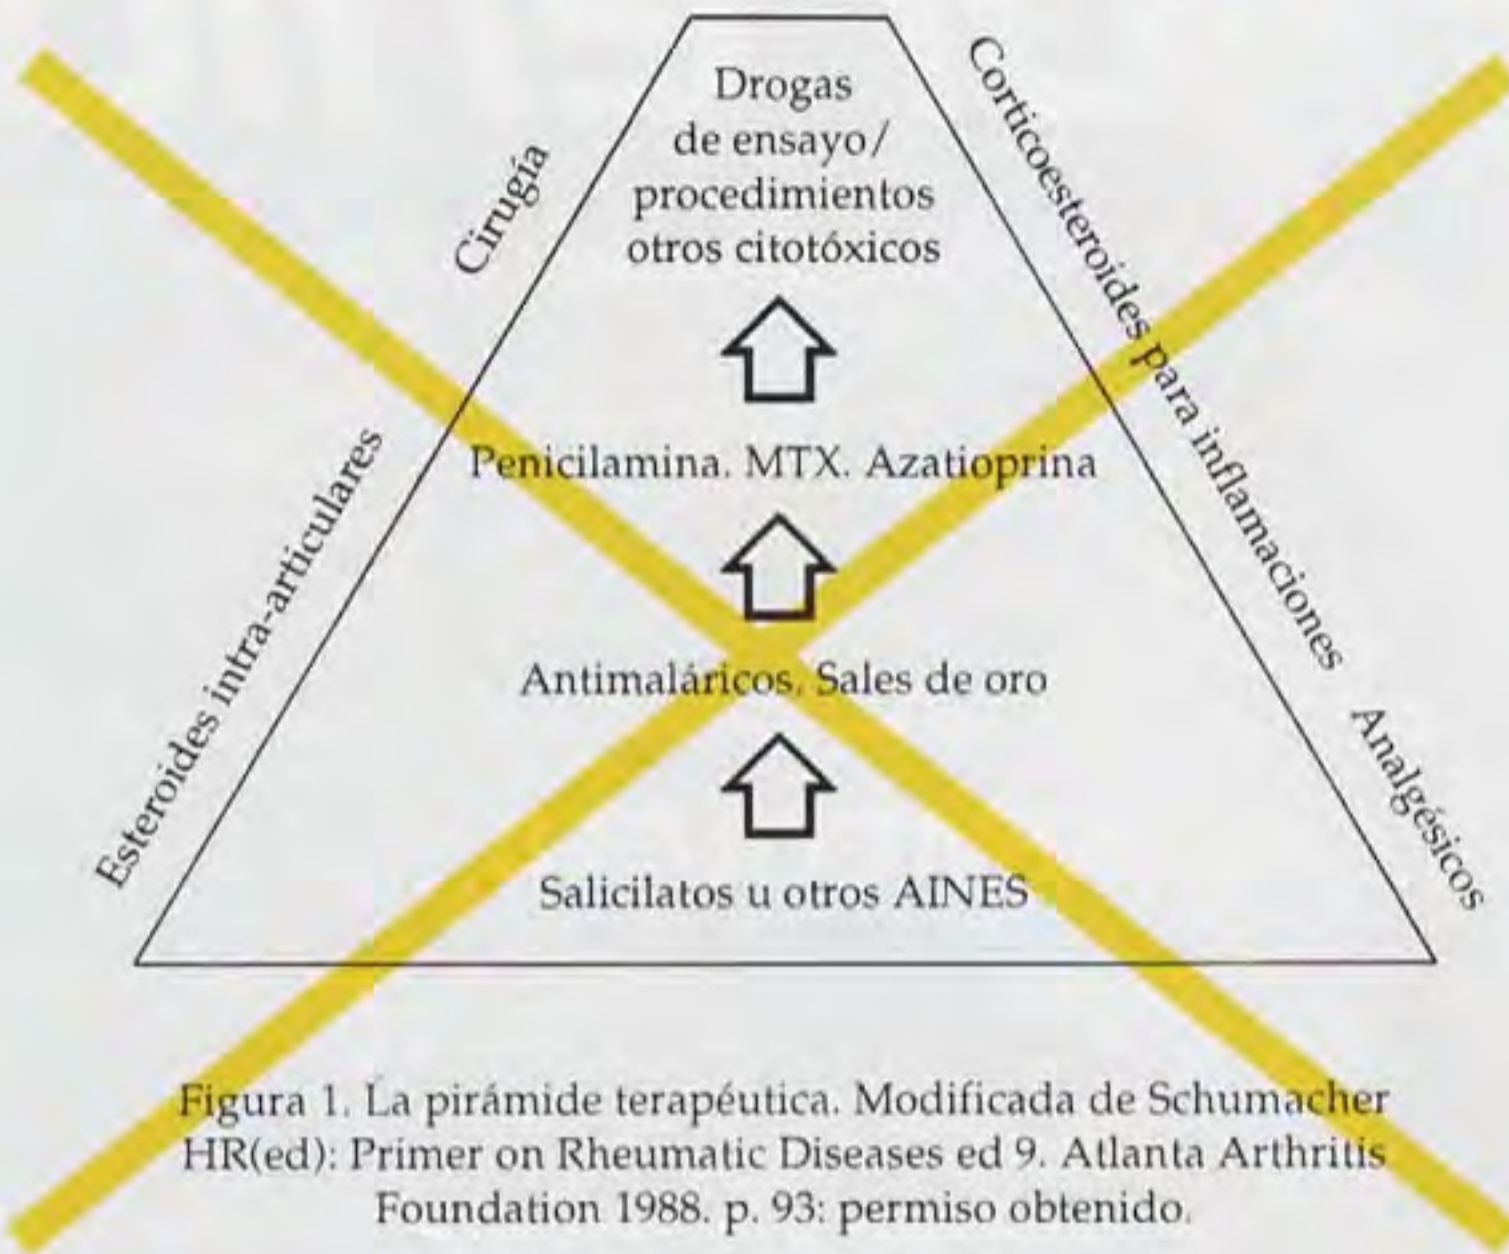 Drogas
de ensayo/
procedimientos
otros citotóxicos
Cirugía
Corticoesteroides para inflamaciones
Penicilamina. MTX. Azatioprina
Esteroides intra-articulares
Antimaláricos. Sales de oro
Analgésicos
Salicilatos u otros AINES
Figura 1. La pirámide terapéutica. Modificada de Schumacher
HR(ed): Primer on Rheumatic Diseases ed 9. Atlanta Arthritis
Foundation 1988. p. 93: permiso obtenido.